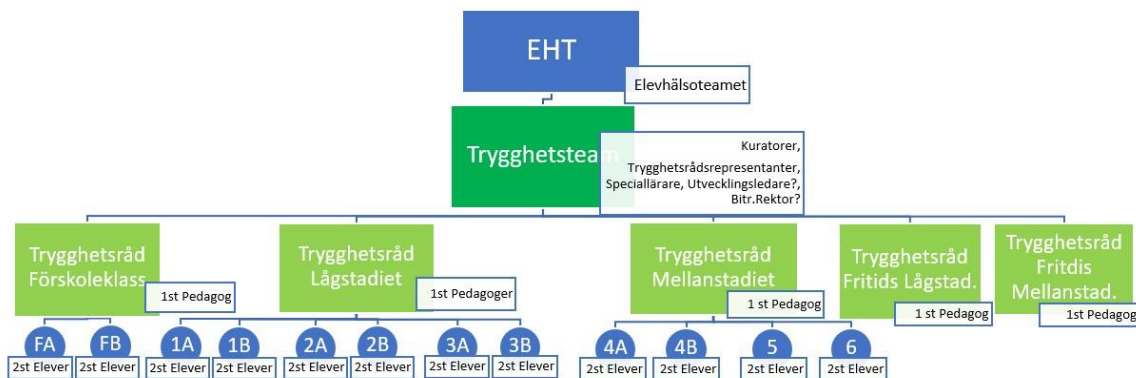 EHT
Elevhälsoteamet
Trygghetsteam
Kuratorer,
Trygghetsrådsrepresentanter,
Speciallärare, Utvecklingsledare?,
Bitr.Rektor?
Trygghetsråd
Förskoleklass
1st Pedagog
Trygghetsråd
Lågstadiet
1st Pedagoger
Trygghetsråd
Mellanstadiet
1 st Pedagog
Trygghetsråd
Fritids Lågstad.
1 st Pedagog
Trygghetsråd
Fritdis
Mellanstad.
1st Pedagog
FA
2st Elever
FB
2st Elever
1A
2st Elever
1B
2st Elever
2A
2st Elever
2B
2st Elever
3A
2st Elever
3B
2st Elever
4A
2st Elever
4B
2st Elever
5
2st Elever
6
2st Elever